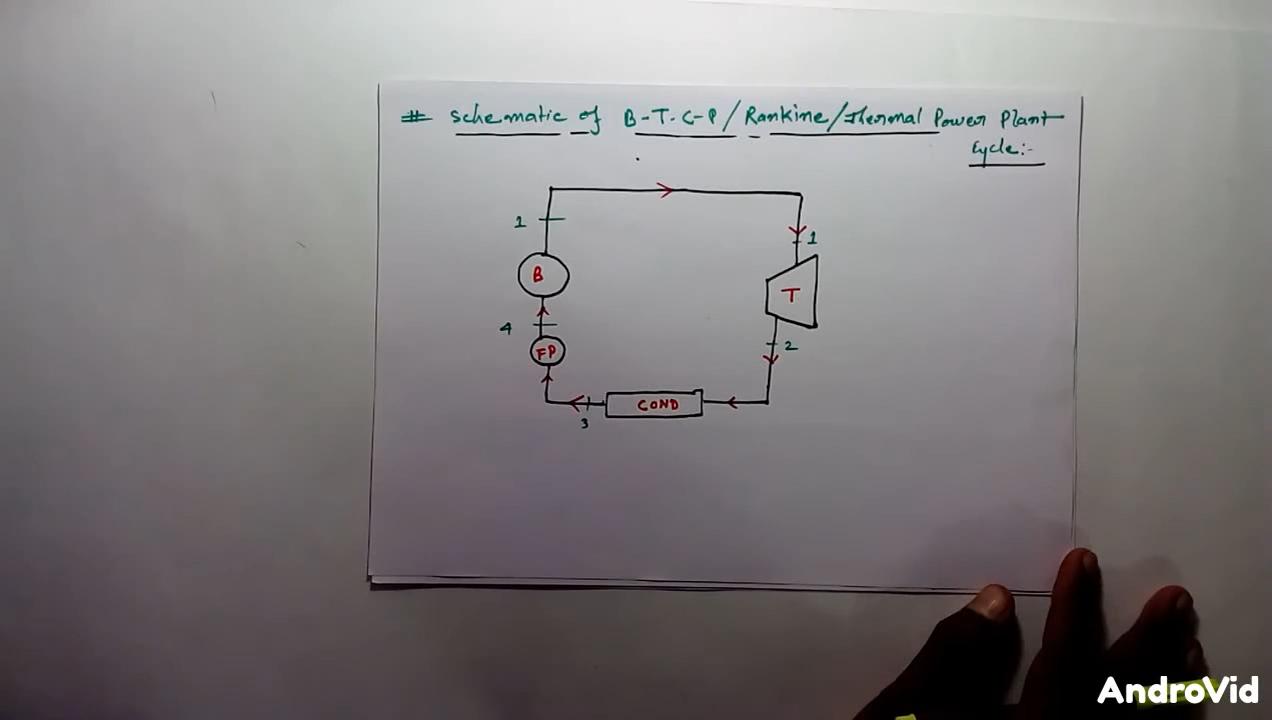 # Schematic of B-T-C-P/Rankine/Thermal Power Plant
Cycle:-
1
1
B
T
4
2
FP
COND
3
AndroVid